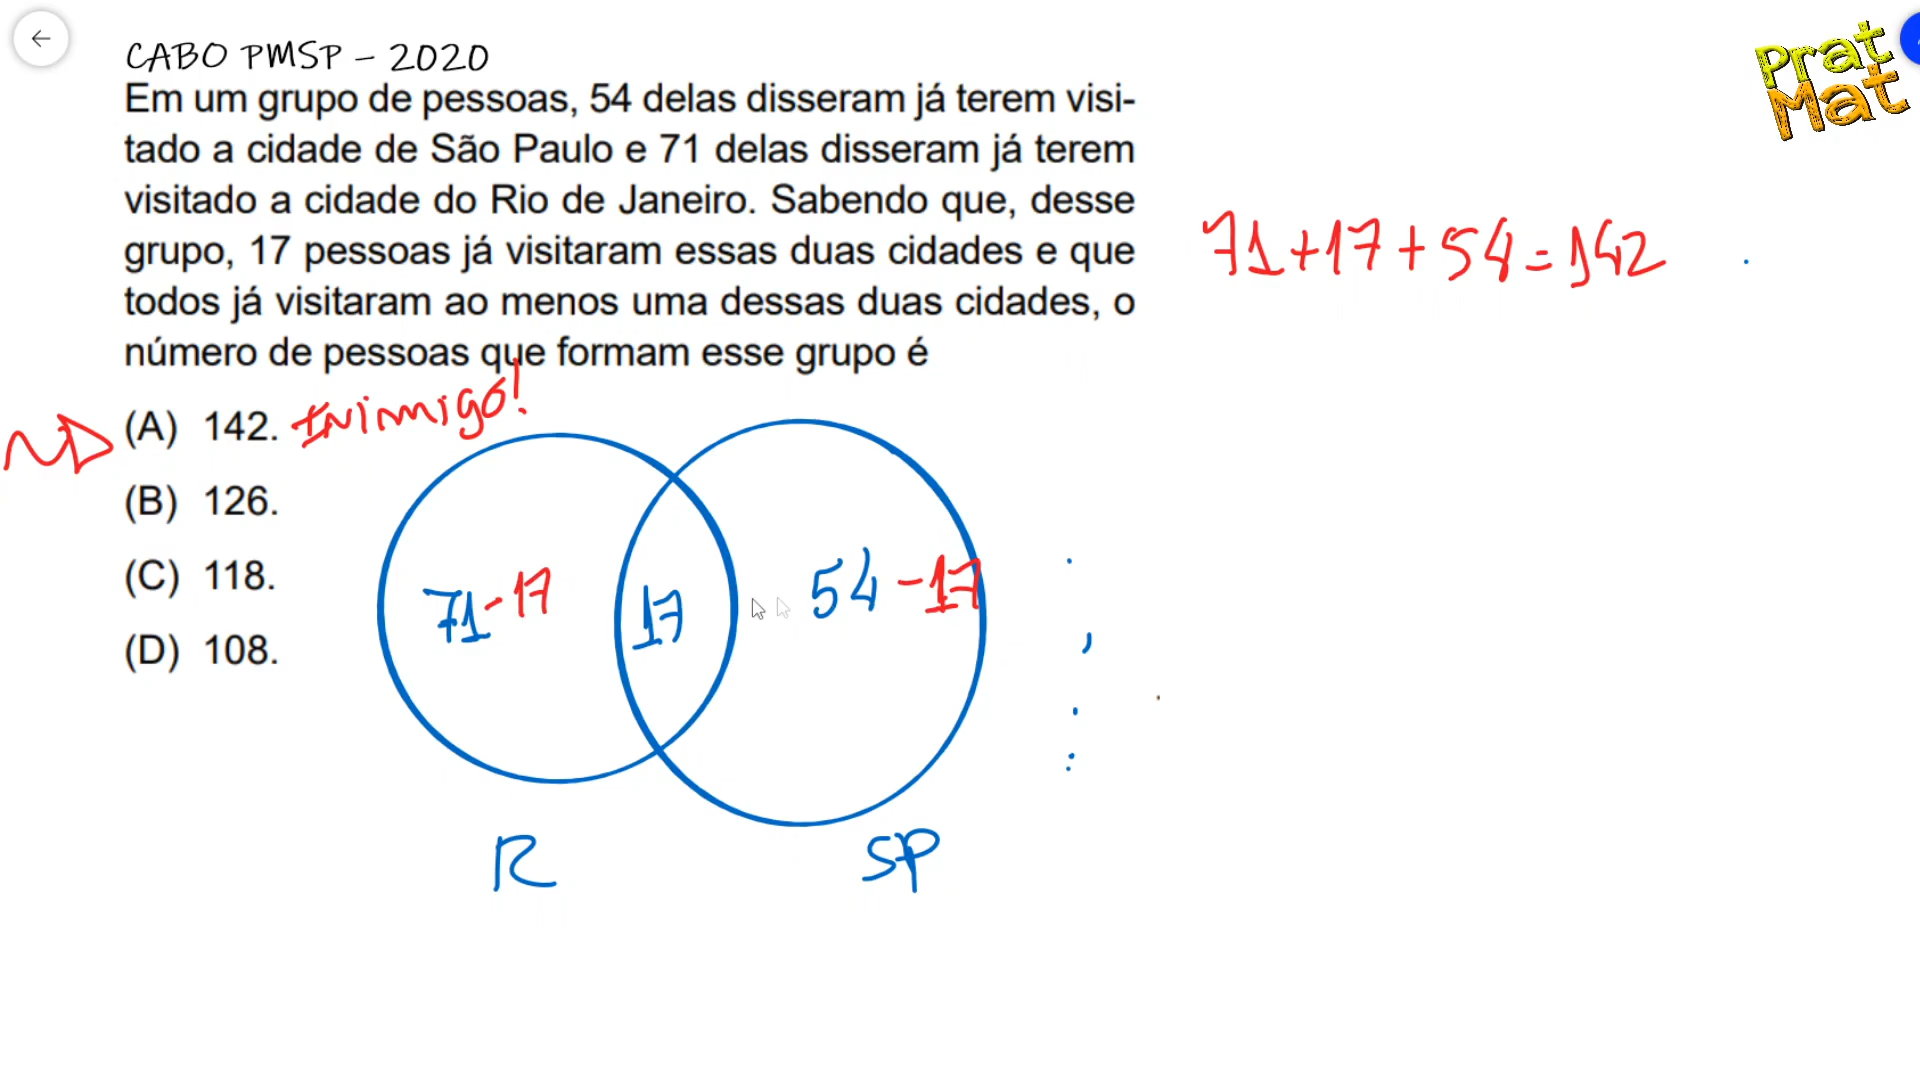 CABO PMSP - 2020
Em um grupo de pessoas, 54 delas disseram já terem visi-
tado a cidade de São Paulo e 71 delas disseram já terem
visitado a cidade do Rio de Janeiro. Sabendo que, desse
grupo, 17 pessoas já visitaram essas duas cidades e que
todos já visitaram ao menos uma dessas duas cidades, o
número de pessoas que formam esse grupo é
(A) 142. INimigo!
(B) 126.
(C) 118.
(D) 108.
71+17+54=142
71-17
17
54-17
R
SP
Prat
Mat